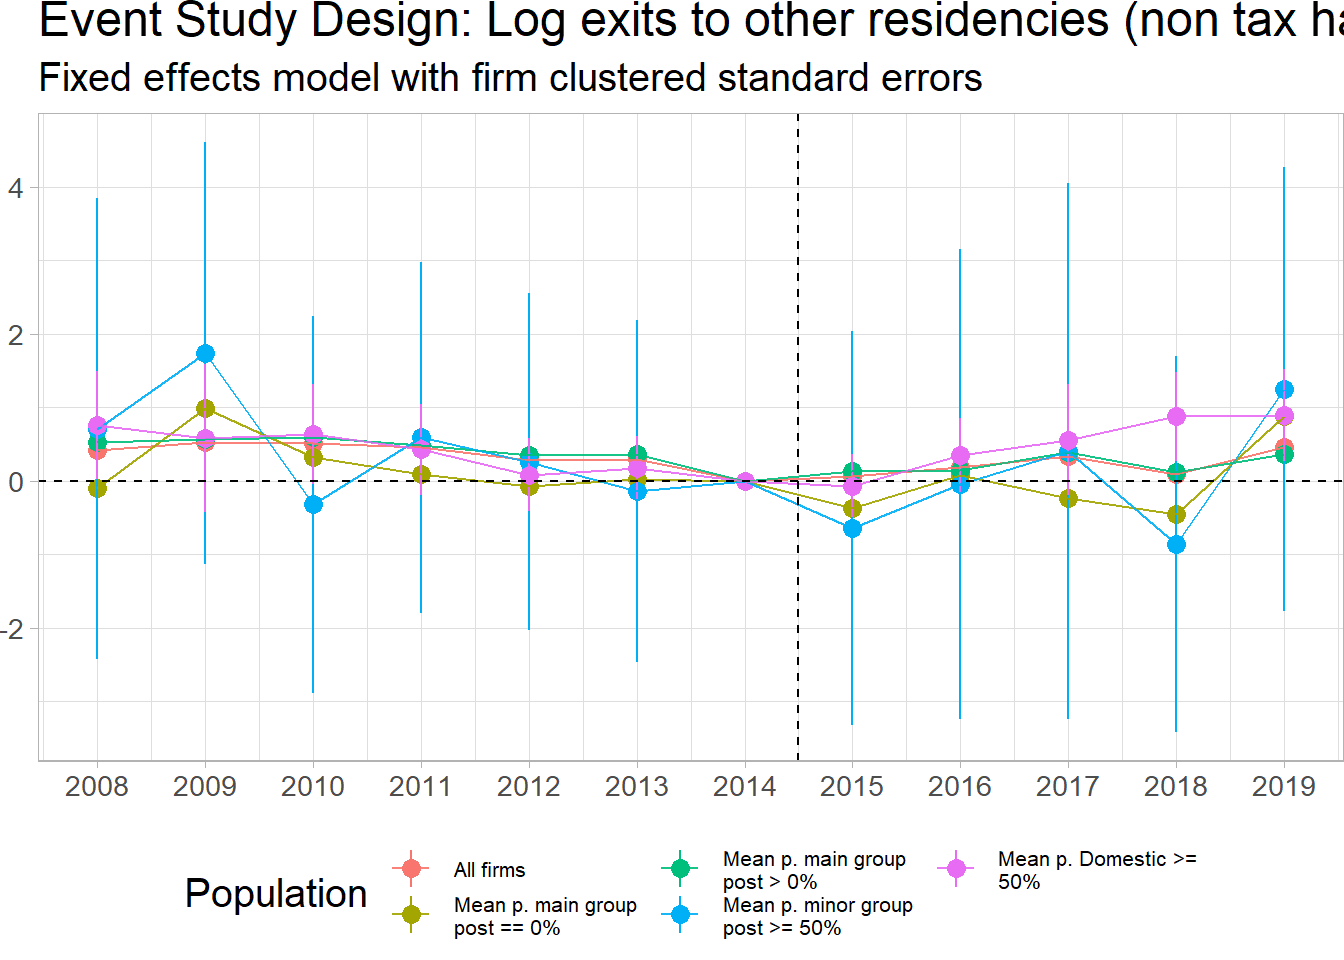 Event Study Design: Log exits to other residencies (non tax
Fixed effects model with firm clustered standard errors
4
2
0
-2
2008 2009 2010 2011 2012 2013 2014 2015 2016 2017 2018 2019
Population
All firms
Mean p. main group
post == 0%
Mean p. main group
post > 0%
Mean p. minor group
post >= 50%
Mean p. Domestic >=
50%